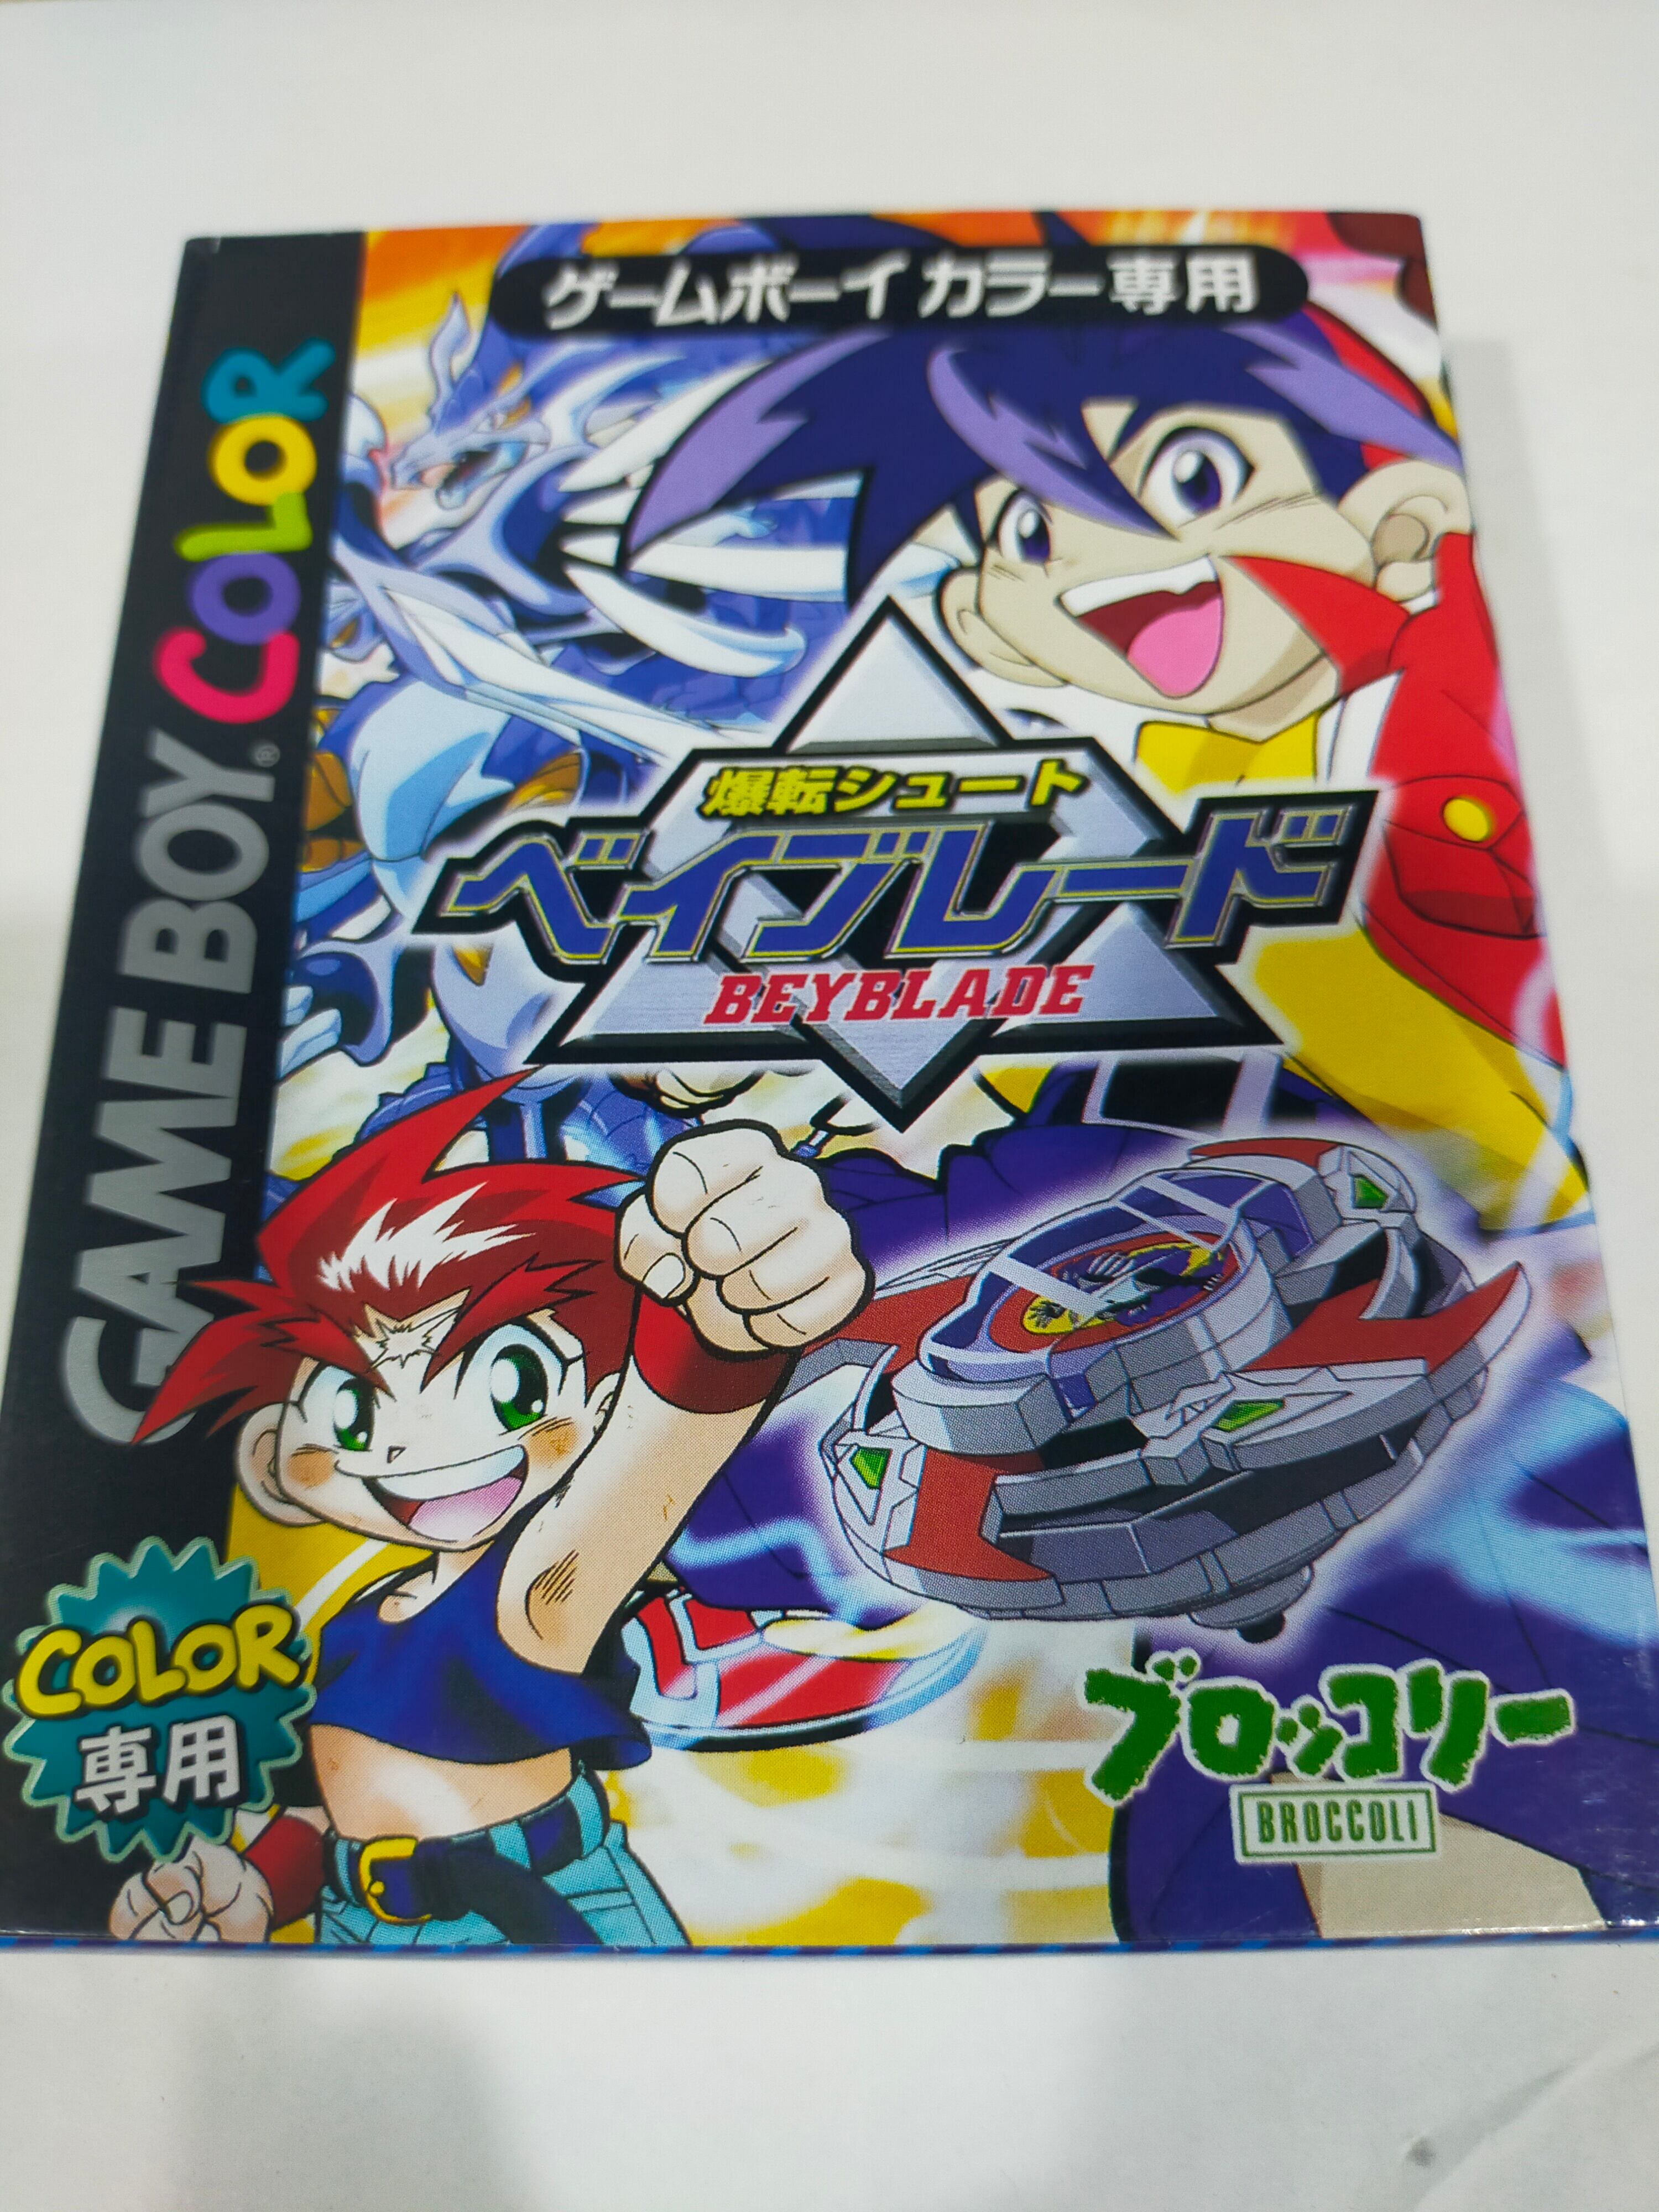 ゲームボーイ カラー専用
GAME BOY® COLOR
爆転シュート
ベイブレード
BEYBLADE
COLOR
専用
ブロッコリー
BROCCOLI